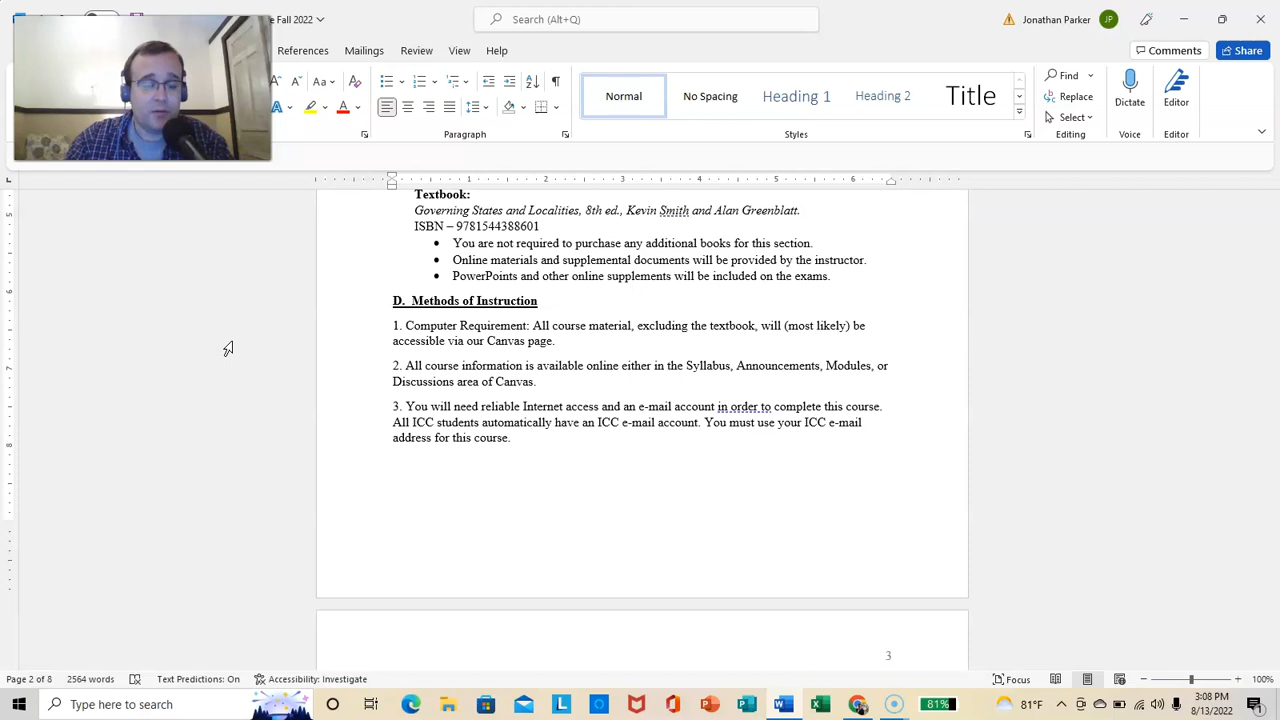 e Fall 2022
Search (Alt+Q)
Jonathan Parker
JP
References
Mailings
Review
View
Help
Comments
Share
Aa
Normal
No Spacing
Heading 1
Heading 2
Title
Find
Replace
Select
Dictate
Editor
Paragraph
Styles
Editing
Voice
Editor
1 2 3 4 5 6
Textbook:
Governing States and Localities, 8th ed., Kevin Smith and Alan Greenblatt.
ISBN – 9781544388601
• You are not required to purchase any additional books for this section.
• Online materials and supplemental documents will be provided by the instructor.
• PowerPoints and other online supplements will be included on the exams.
D. Methods of Instruction
1. Computer Requirement: All course material, excluding the textbook, will (most likely) be
accessible via our Canvas page.
2. All course information is available online either in the Syllabus, Announcements, Modules, or
Discussions area of Canvas.
3. You will need reliable Internet access and an e-mail account in order to complete this course.
All ICC students automatically have an ICC e-mail account. You must use your ICC e-mail
address for this course.
3
Page 2 of 8
2564 words
Text Predictions: On
Accessibility: Investigate
Focus
100%
Type here to search
81%
81°F
3:08 PM
8/13/2022